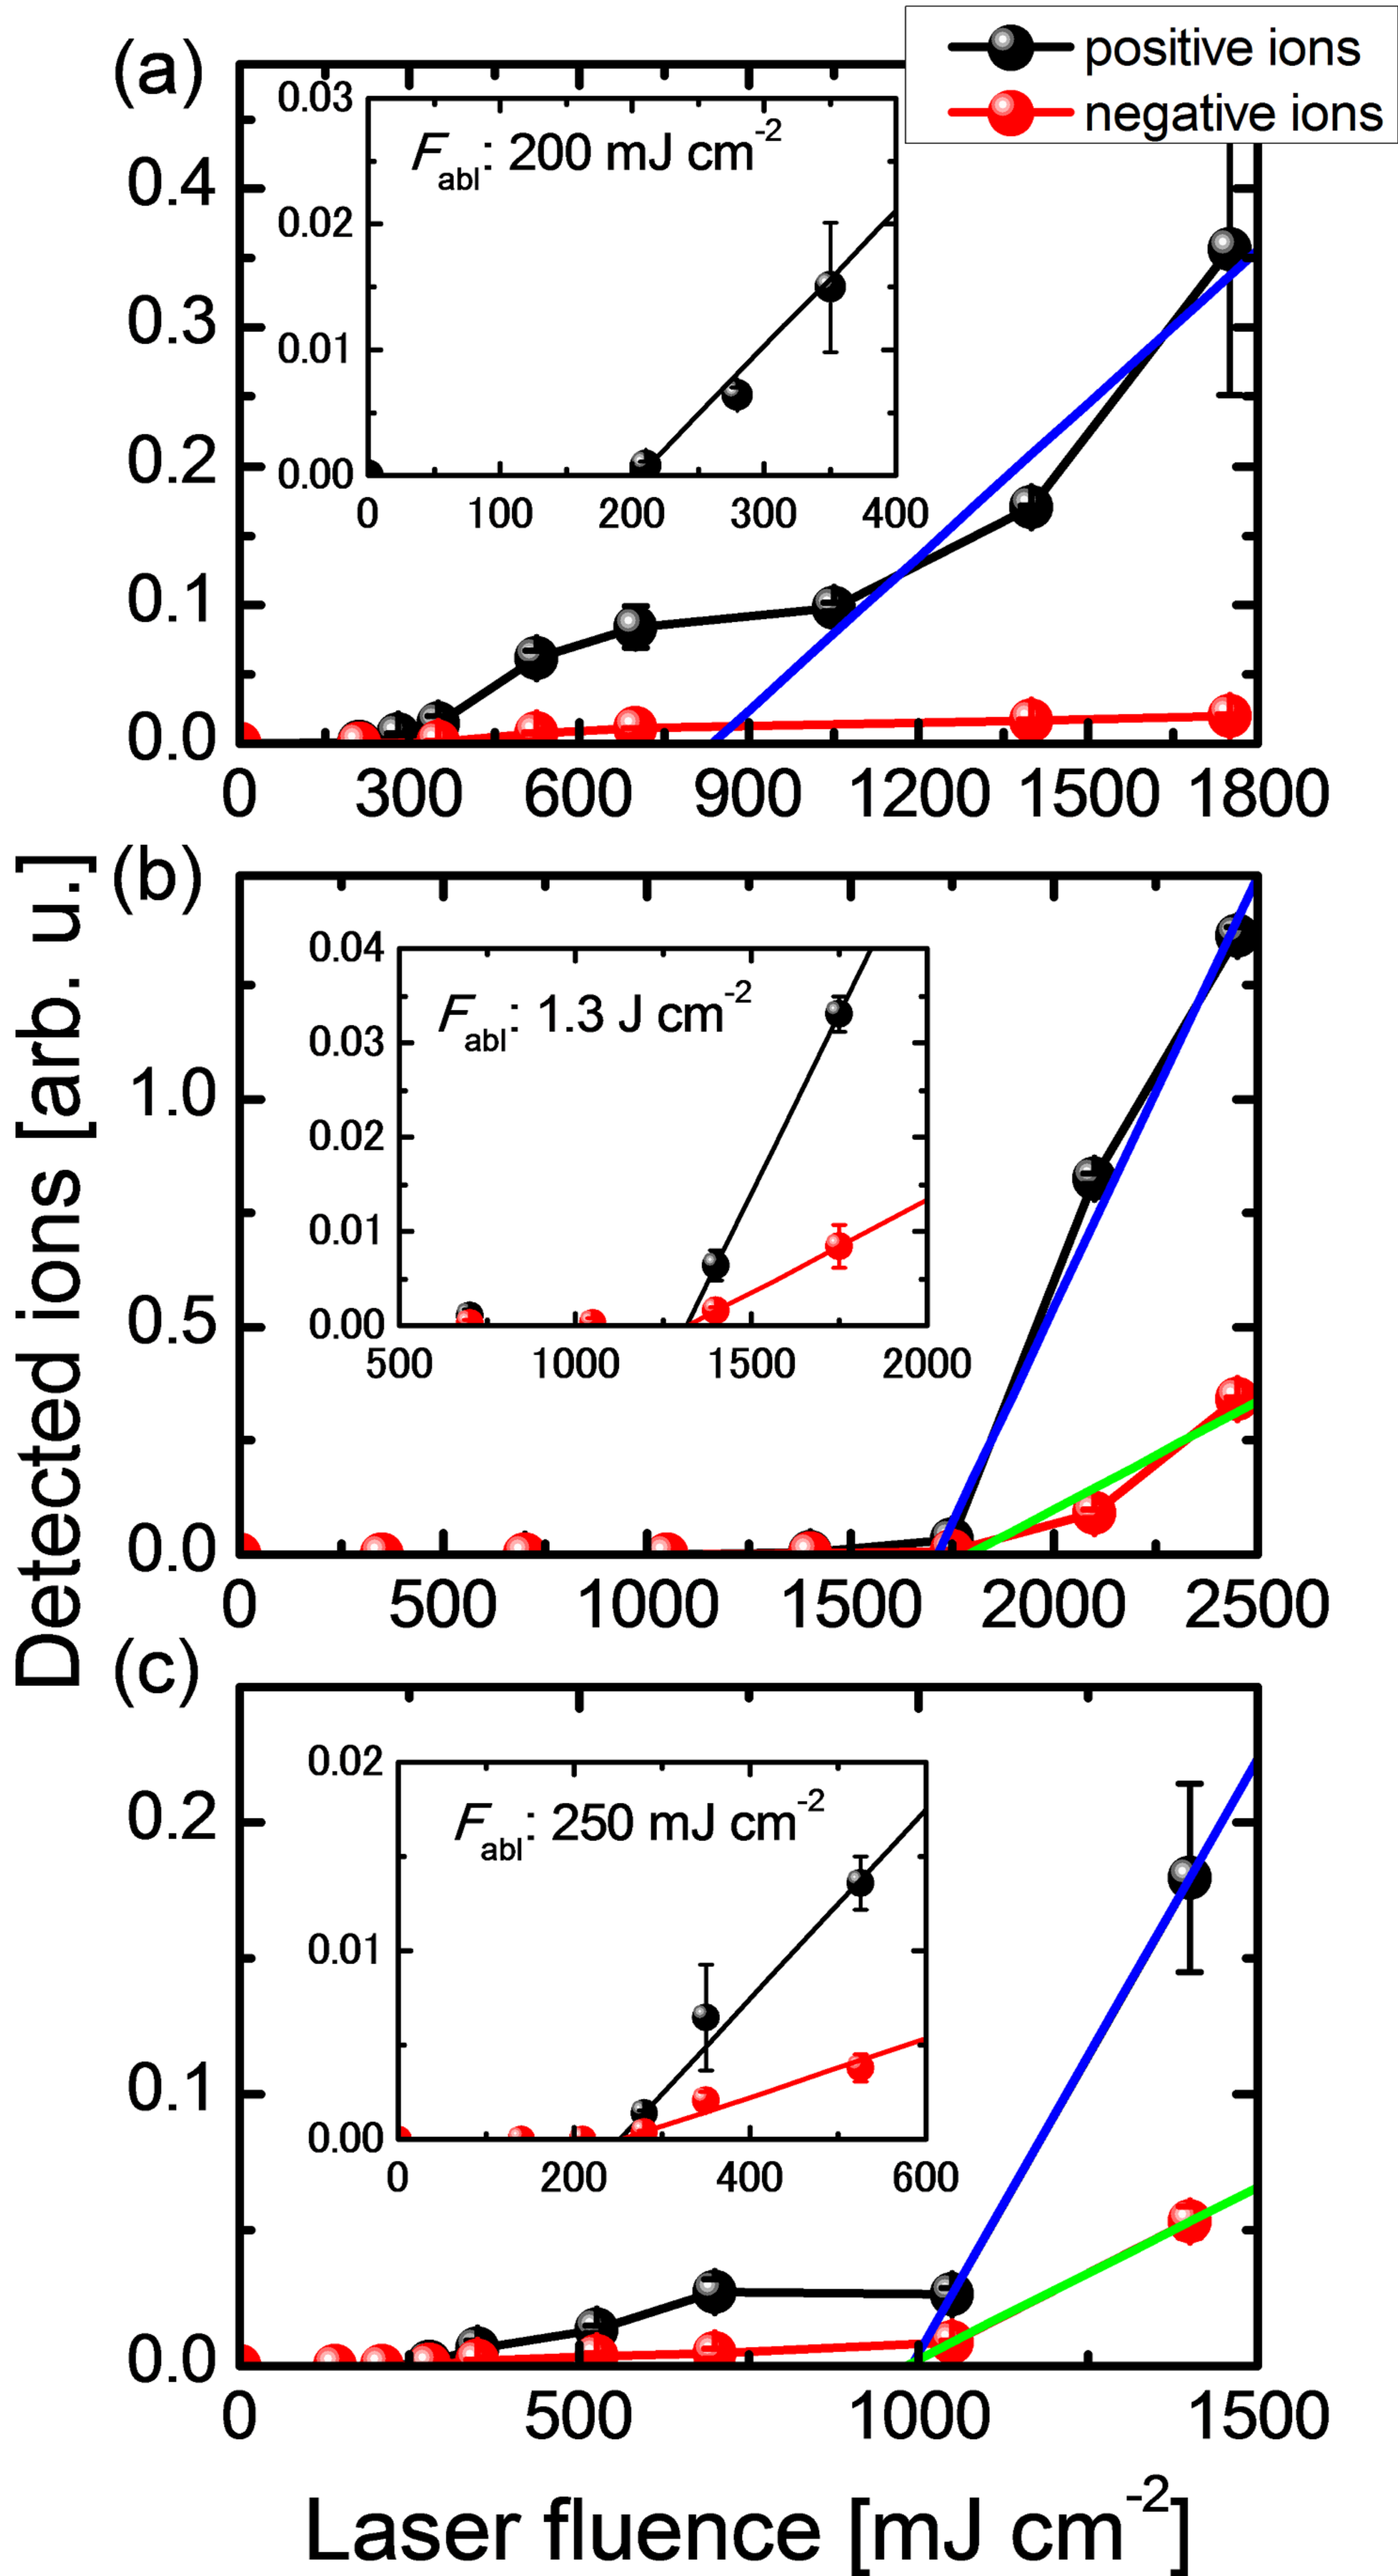 positive ions
negative ions
(a)
F abl: 200 mJ cm-2
0.03
0.02
0.01
0.00
0 100 200 300 400
0.4
0.3
0.2
0.1
0.0
0 300 600 900 1200 1500 1800
Detected ions [arb. u.]
(b)
F abl: 1.3 J cm-2
0.04
0.03
0.02
0.01
0.00
500 1000 1500 2000
1.0
0.5
0.0
0 500 1000 1500 2000 2500
(c)
F abl: 250 mJ cm-2
0.02
0.01
0.00
0 200 400 600
0.2
0.1
0.0
0 500 1000 1500
Laser fluence [mJ cm-2]